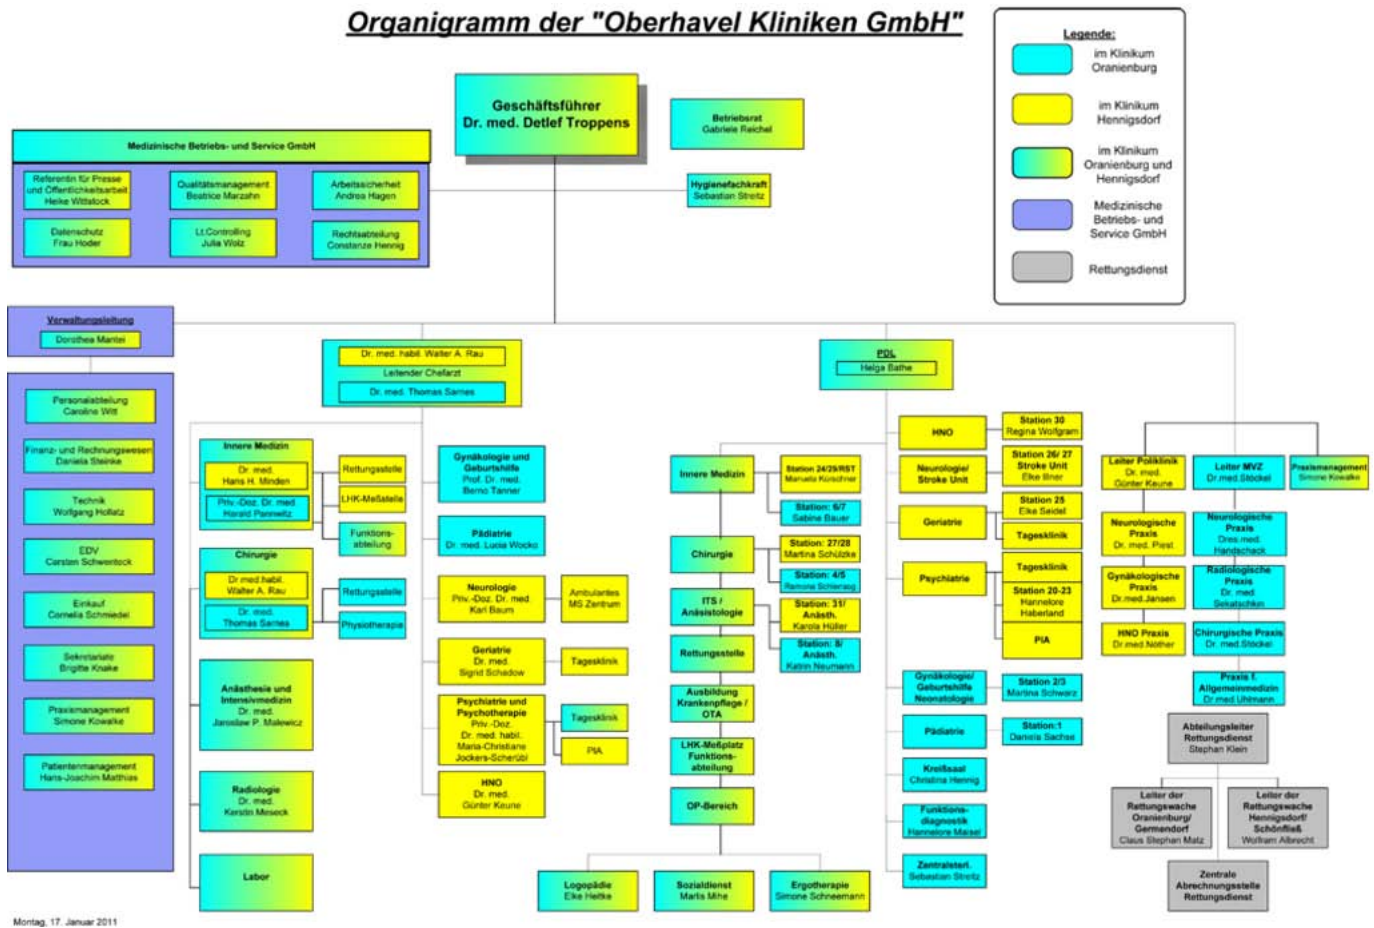 Organigramm der "Oberhavel Kliniken GmbH"
Legende:
im Klinikum
Oranienburg
im Klinikum
Hennigsdorf
im Klinikum
Oranienburg und
Hennigsdorf
Medizinische
Betriebs- und
Service GmbH
Rettungsdienst
Geschäftsführer
Dr. med. Detlef Troppens
Betriebsrat
Gabriele Reichel
Hygienefachkraft
Sebastian Streitz
Medizinische Betriebs- und Service GmbH
Referentin für Presse
und Öffentlichkeitsarbeit
Heike Wittstock
Qualitätsmanagement
Beatrice Marzahn
Arbeitssicherheit
Andrea Hagen
Datenschutz
Frau Hoder
Lt.Controlling
Julia Wolz
Rechtsabteilung
Constanze Hennig
Verwaltungsleitung
Dorothea Mantei
Personalabteilung
Caroline Witt
Finanz- und Rechnungswesen
Daniela Steinke
Technik
Wolfgang Hollatz
EDV
Carsten Schwenteck
Einkauf
Cornelia Schmiedel
Sekretariate
Brigitte Knake
Praxismanagement
Simone Kowalke
Patientenmanagement
Hans-Joachim Matthias
Dr. med. habil. Walter A. Rau
Leitender Chefarzt
Dr. med. Thomas Sarnes
Innere Medizin
Dr. med.
Hans H. Minden
Priv.-Doz. Dr. med.
Harald Pannwitz
Rettungsstelle
LHK-Meßstelle
Funktions-
abteilung
Chirurgie
Dr.med.habil.
Walter A. Rau
Dr. med.
Thomas Sarnes
Rettungsstelle
Physiotherapie
Anästhesie und
Intensivmedizin
Dr. med.
Jaroslaw P. Malewicz
Radiologie
Dr. med.
Kerstin Meseck
Labor
Gynäkologie und
Geburtshilfe
Prof. Dr. med.
Benno Tanner
Pädiatrie
Dr. med. Lucia Wocko
Neurologie
Priv.-Doz. Dr. med
Karl Baum
Ambulantes
MS Zentrum
Geriatrie
Dr. med.
Sigrid Schadow
Tagesklinik
Psychiatrie und
Psychotherapie
Priv.-Doz.
Dr. med. habil.
Maria-Christiane
Jockers-Scherübl
Tagesklinik
PIA
HNO
Dr. med.
Günter Keune
PDL
Helga Bathe
Innere Medizin
Station 24/29/RST
Manuela Kürschner
Station: 6/7
Sabine Bauer
Chirurgie
Station: 27/28
Martina Schülzke
Station: 4/5
Ramona
ITS /
Anäsistologie
Station: 31/
Anästh.
Karola Hüller
Station: 8/
Anästh.
Katrin Neumann
Rettungsstelle
Ausbildung
Krankenpflege /
OTA
LHK-Meßplatz
Funktions-
abteilung
OP-Bereich
Logopädie
Elke Heitke
Sozialdienst
Marlis Mihe
Ergotherapie
Simone Schneemann
HNO
Station 30
Regina Wolfgram
Neurologie/
Stroke Unit
Station 26/ 27
Stroke Unit
Elke Illner
Geriatrie
Station 25
Elke Seidel
Tagesklinik
Psychiatrie
Tagesklinik
Station 20-23
Hannelore
Haberland
PIA
Gynäkologie/
Geburtshilfe
Neonatologie
Station 2/3
Martina Schwarz
Pädiatrie
Station:1
Daniela Sachse
Kreißsaal
Christina Hennig
Funktions-
diagnostik
Hannelore Maisel
Zentralsteri.
Sebastian Streitz
Leiter Poliklinik
Dr. med.
Günter Keune
Neurologische
Praxis
Dr. med. Piest
Gynäkologische
Praxis
Dr.med.Jansen
HNO Praxis
Dr.med.Nöther
Leiter MVZ
Dr.med.Stöckel
Neurologische
Praxis
Dres.med.
Handschack
Radiologische
Praxis
Dr. med.
Sekatschkin
Chirurgische Praxis
Dr. med.Stöckel
Praxis f.
Allgemeinmedizin
Dr.med.Uhlmann
Praxismanagement
Simone Kowalke
Abteilungsleiter
Rettungsdienst
Stephan Klein
Leiter der
Rettungswache
Oranienburg/
Germendorf
Claus Stephan Matz
Leiter der
Rettungswache
Hennigsdorf/
Schönfließ
Wolfram Albrecht
Zentrale
Abrechnungsstelle
Rettungsdienst
Montag, 17. Januar 2011